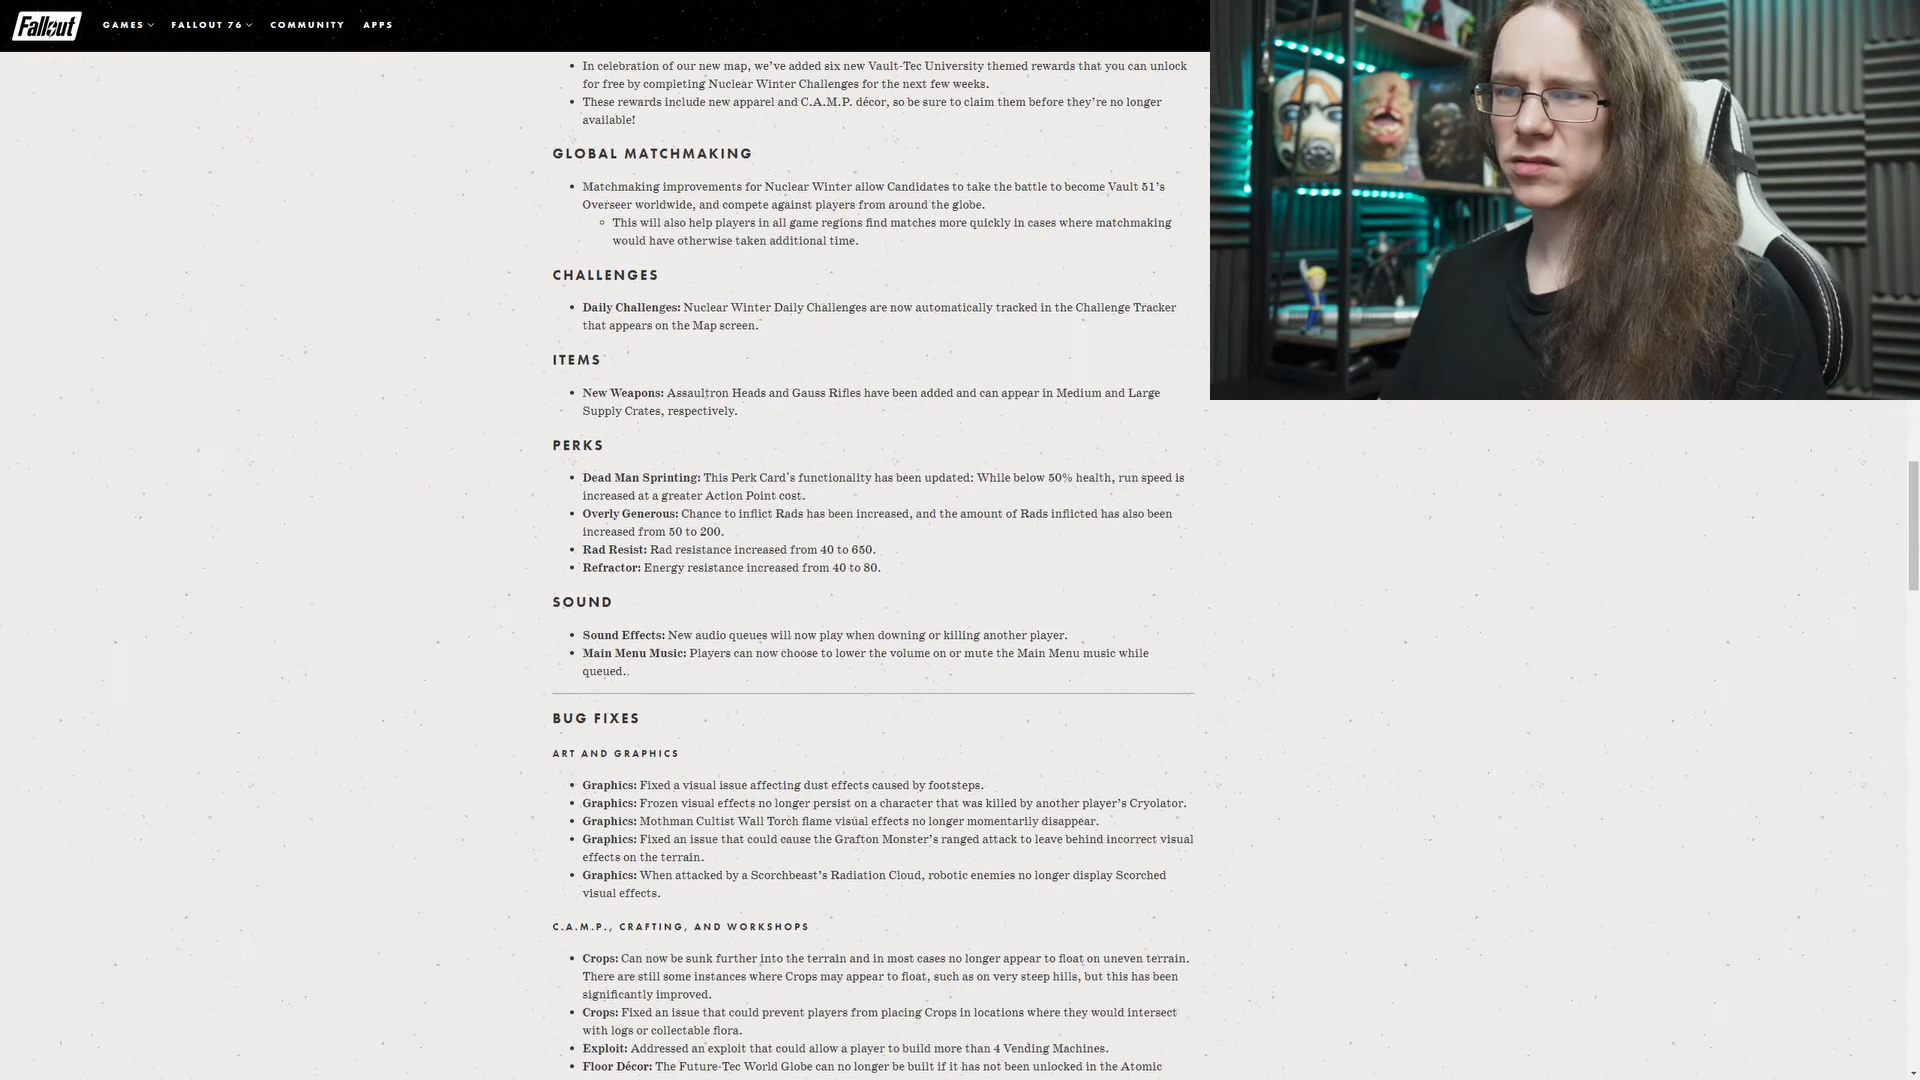 Fallout
GAMES
FALLOUT 76
COMMUNITY
APPS
In celebration of our new map, we've added six new Vault-Tec University themed rewards that you can unlock
for free by completing Nuclear Winter Challenges for the next few weeks.
These rewards include new apparel and C.A.M.P. décor, so be sure to claim them before they're no longer
available!
GLOBAL MATCHMAKING
Matchmaking improvements for Nuclear Winter allow Candidates to take the battle to become Vault 51's
Overseer worldwide, and compete against players from around the globe.
This will also help players in all game regions find matches more quickly in cases where matchmaking
would have otherwise taken additional time.
CHALLENGES
Daily Challenges: Nuclear Winter Daily Challenges are now automatically tracked in the Challenge Tracker
that appears on the Map screen.
ITEMS
New Weapons: Assaultron Heads and Gauss Rifles have been added and can appear in Medium and Large
Supply Crates, respectively.
PERKS
Dead Man Sprinting: This Perk Card's functionality has been updated: While below 50% health, run speed is
increased at a greater Action Point cost.
Overly Generous: Chance to inflict Rads has been increased, and the amount of Rads inflicted has also been
increased from 50 to 200.
Rad Resist: Rad resistance increased from 40 to 650.
Refractor: Energy resistance increased from 40 to 80.
SOUND
Sound Effects: New audio queues will now play when downing or killing another player.
Main Menu Music: Players can now choose to lower the volume on or mute the Main Menu music while
queued.
BUG FIXES
ART AND GRAPHICS
Graphics: Fixed a visual issue affecting dust effects caused by footsteps.
Graphics: Frozen visual effects no longer persist on a character that was killed by another player's Cryolator.
Graphics: Mothman Cultist Wall Torch flame visual effects no longer momentarily disappear.
Graphics: Fixed an issue that could cause the Grafton Monster's ranged attack to leave behind incorrect visual
effects on the terrain.
Graphics: When attacked by a Scorchbeast's Radiation Cloud, robotic enemies no longer display Scorched
visual effects.
C.A.M.P., CRAFTING, AND WORKSHOPS
Crops: Can now be sunk further into the terrain and in most cases no longer appear to float on uneven terrain.
There are still some instances where Crops may appear to float, such as on very steep hills, but this has been
significantly improved.
Crops: Fixed an issue that could prevent players from placing Crops in locations where they would intersect
with logs or collectable flora.
Exploit: Addressed an exploit that could allow a player to build more than 4 Vending Machines.
Floor Décor: The Future-Tec World Globe can no longer be built if it has not been unlocked in the Atomic